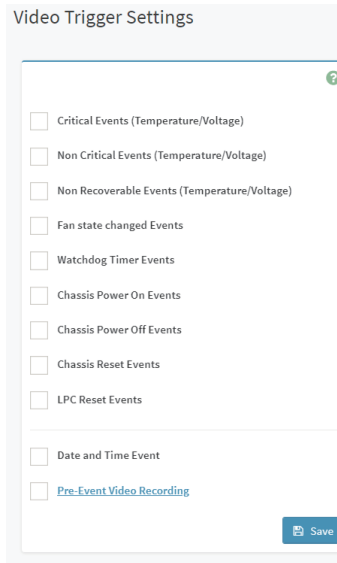 Video Trigger Settings
?
Critical Events (Temperature/Voltage)
Non Critical Events (Temperature/Voltage)
Non Recoverable Events (Temperature/Voltage)
Fan state changed Events
Watchdog Timer Events
Chassis Power On Events
Chassis Power Off Events
Chassis Reset Events
LPC Reset Events
Date and Time Event
Pre-Event Video Recording
Save